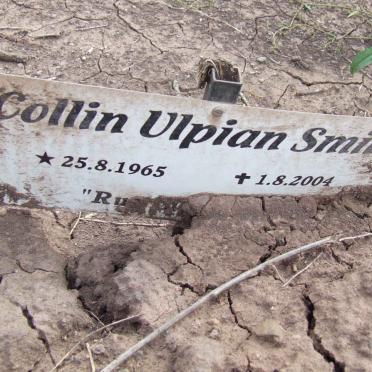 Collin Ulpian Smi
★ 25.8.1965 ✝ 1.8.2004